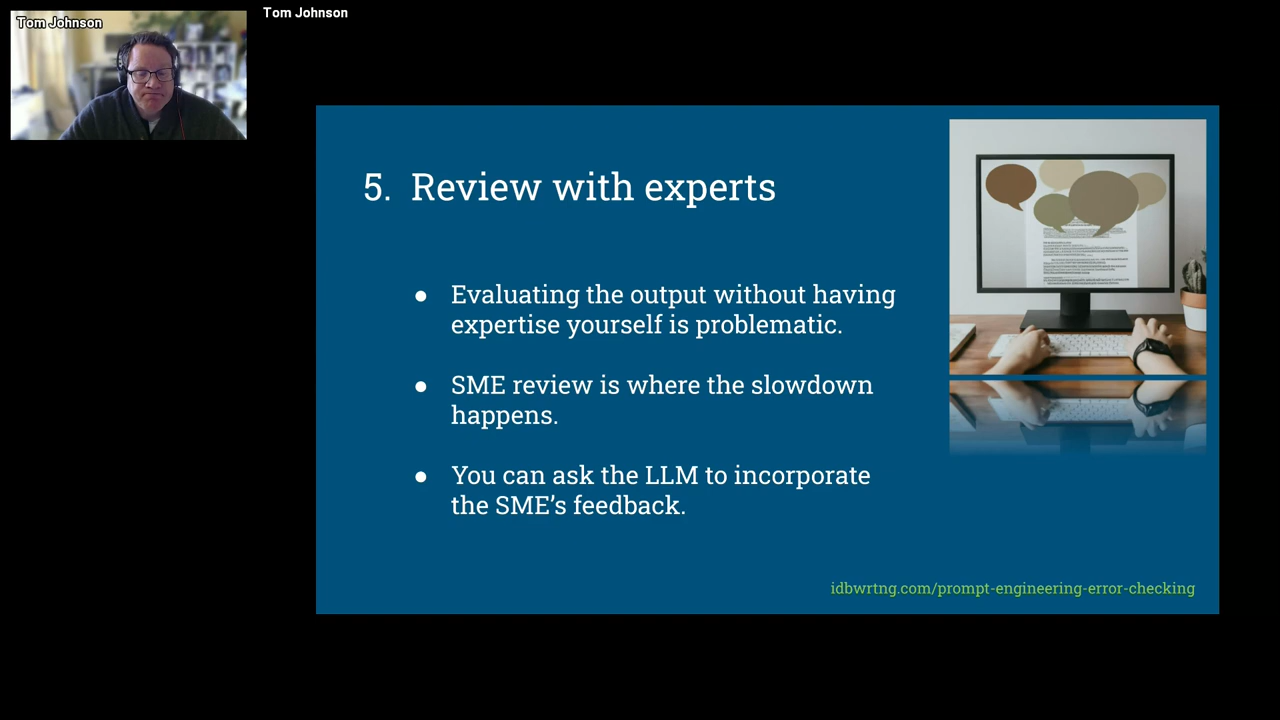 Tom Johnson
Tom Johnson
5. Review with experts
● Evaluating the output without having
expertise yourself is problematic.
● SME review is where the slowdown
happens.
● You can ask the LLM to incorporate
the SME’s feedback.
idbwrtng.com/prompt-engineering-error-checking